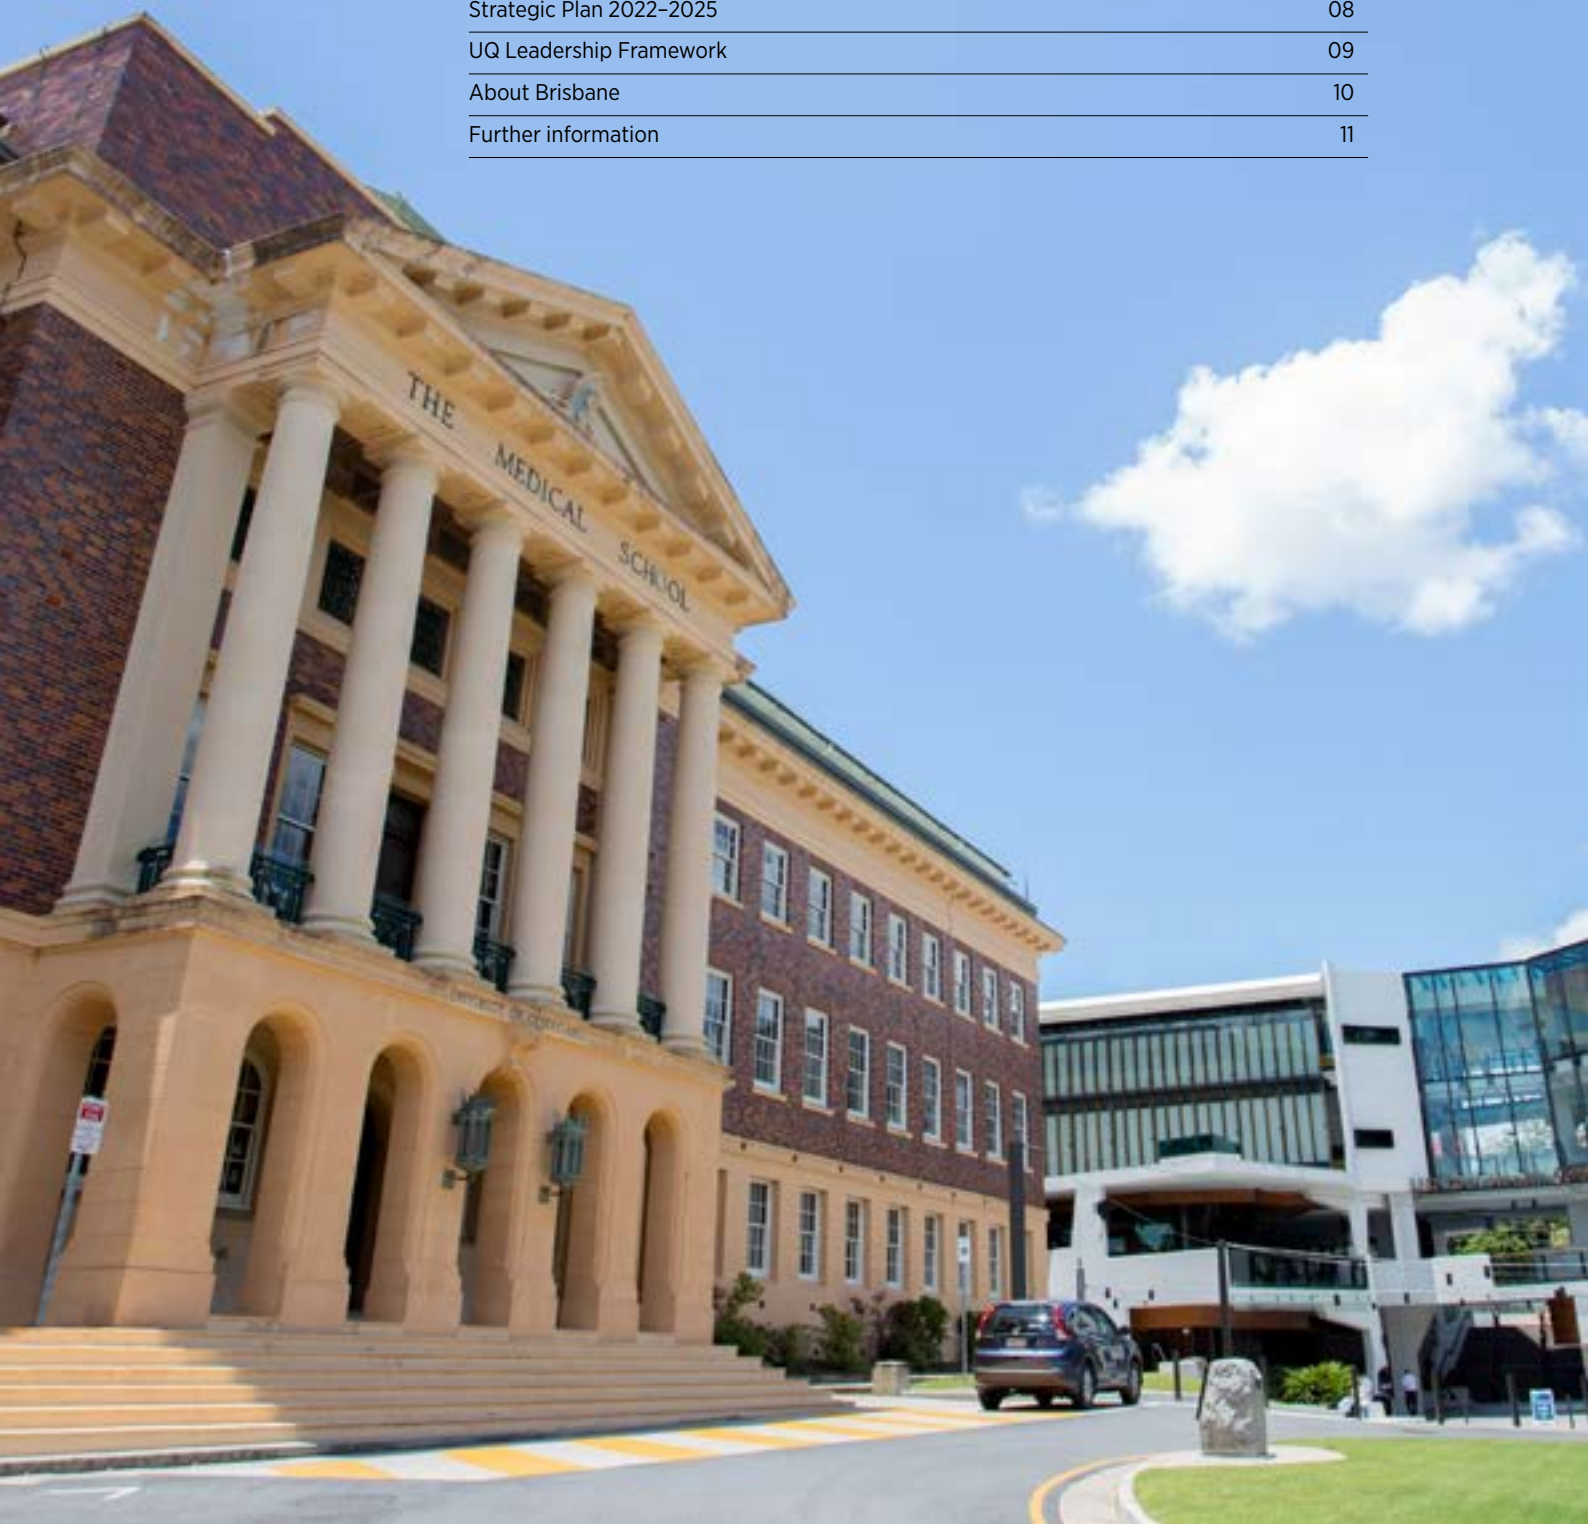 Strategic Plan 2022–2025 08
UQ Leadership Framework 09
About Brisbane 10
Further information 11
THE MEDICAL SCHOOL